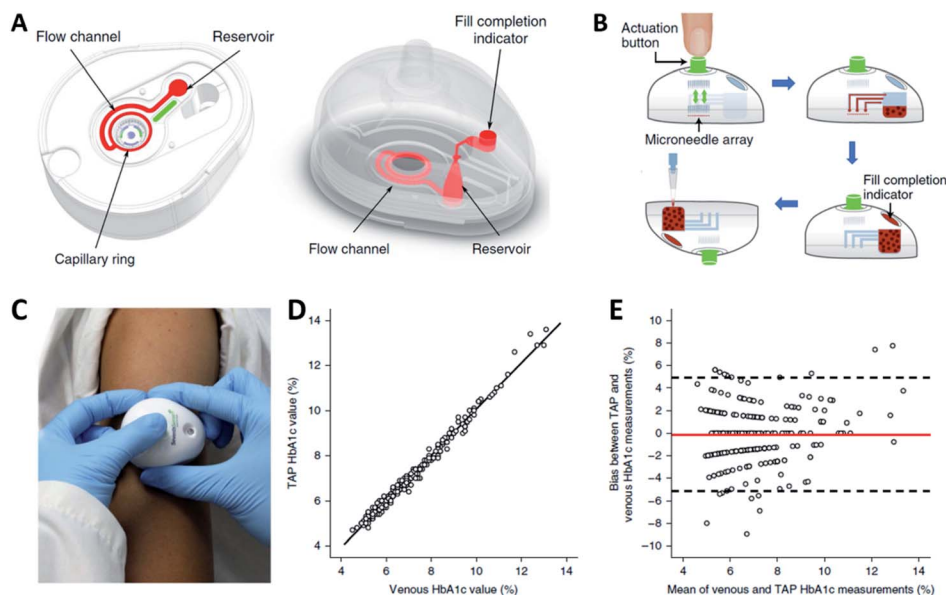 A
Flow channel
Reservoir
Capillary ring
Fill completion
indicator
Flow channel
Reservoir
B
Actuation
button
Microneedle array
Fill completion
indicator
C
D
14
12
10
8
6
4
TAP HbA1c value (%)
4
6
8
10
12
14
Venous HbA1c value (%)
E
10
8
6
4
2
0
−2
−4
−6
−8
−10
Bias between TAP and
venous HbA1c measurements (%)
4
6
8
10
12
14
Mean of venous and TAP HbA1c measurements (%)